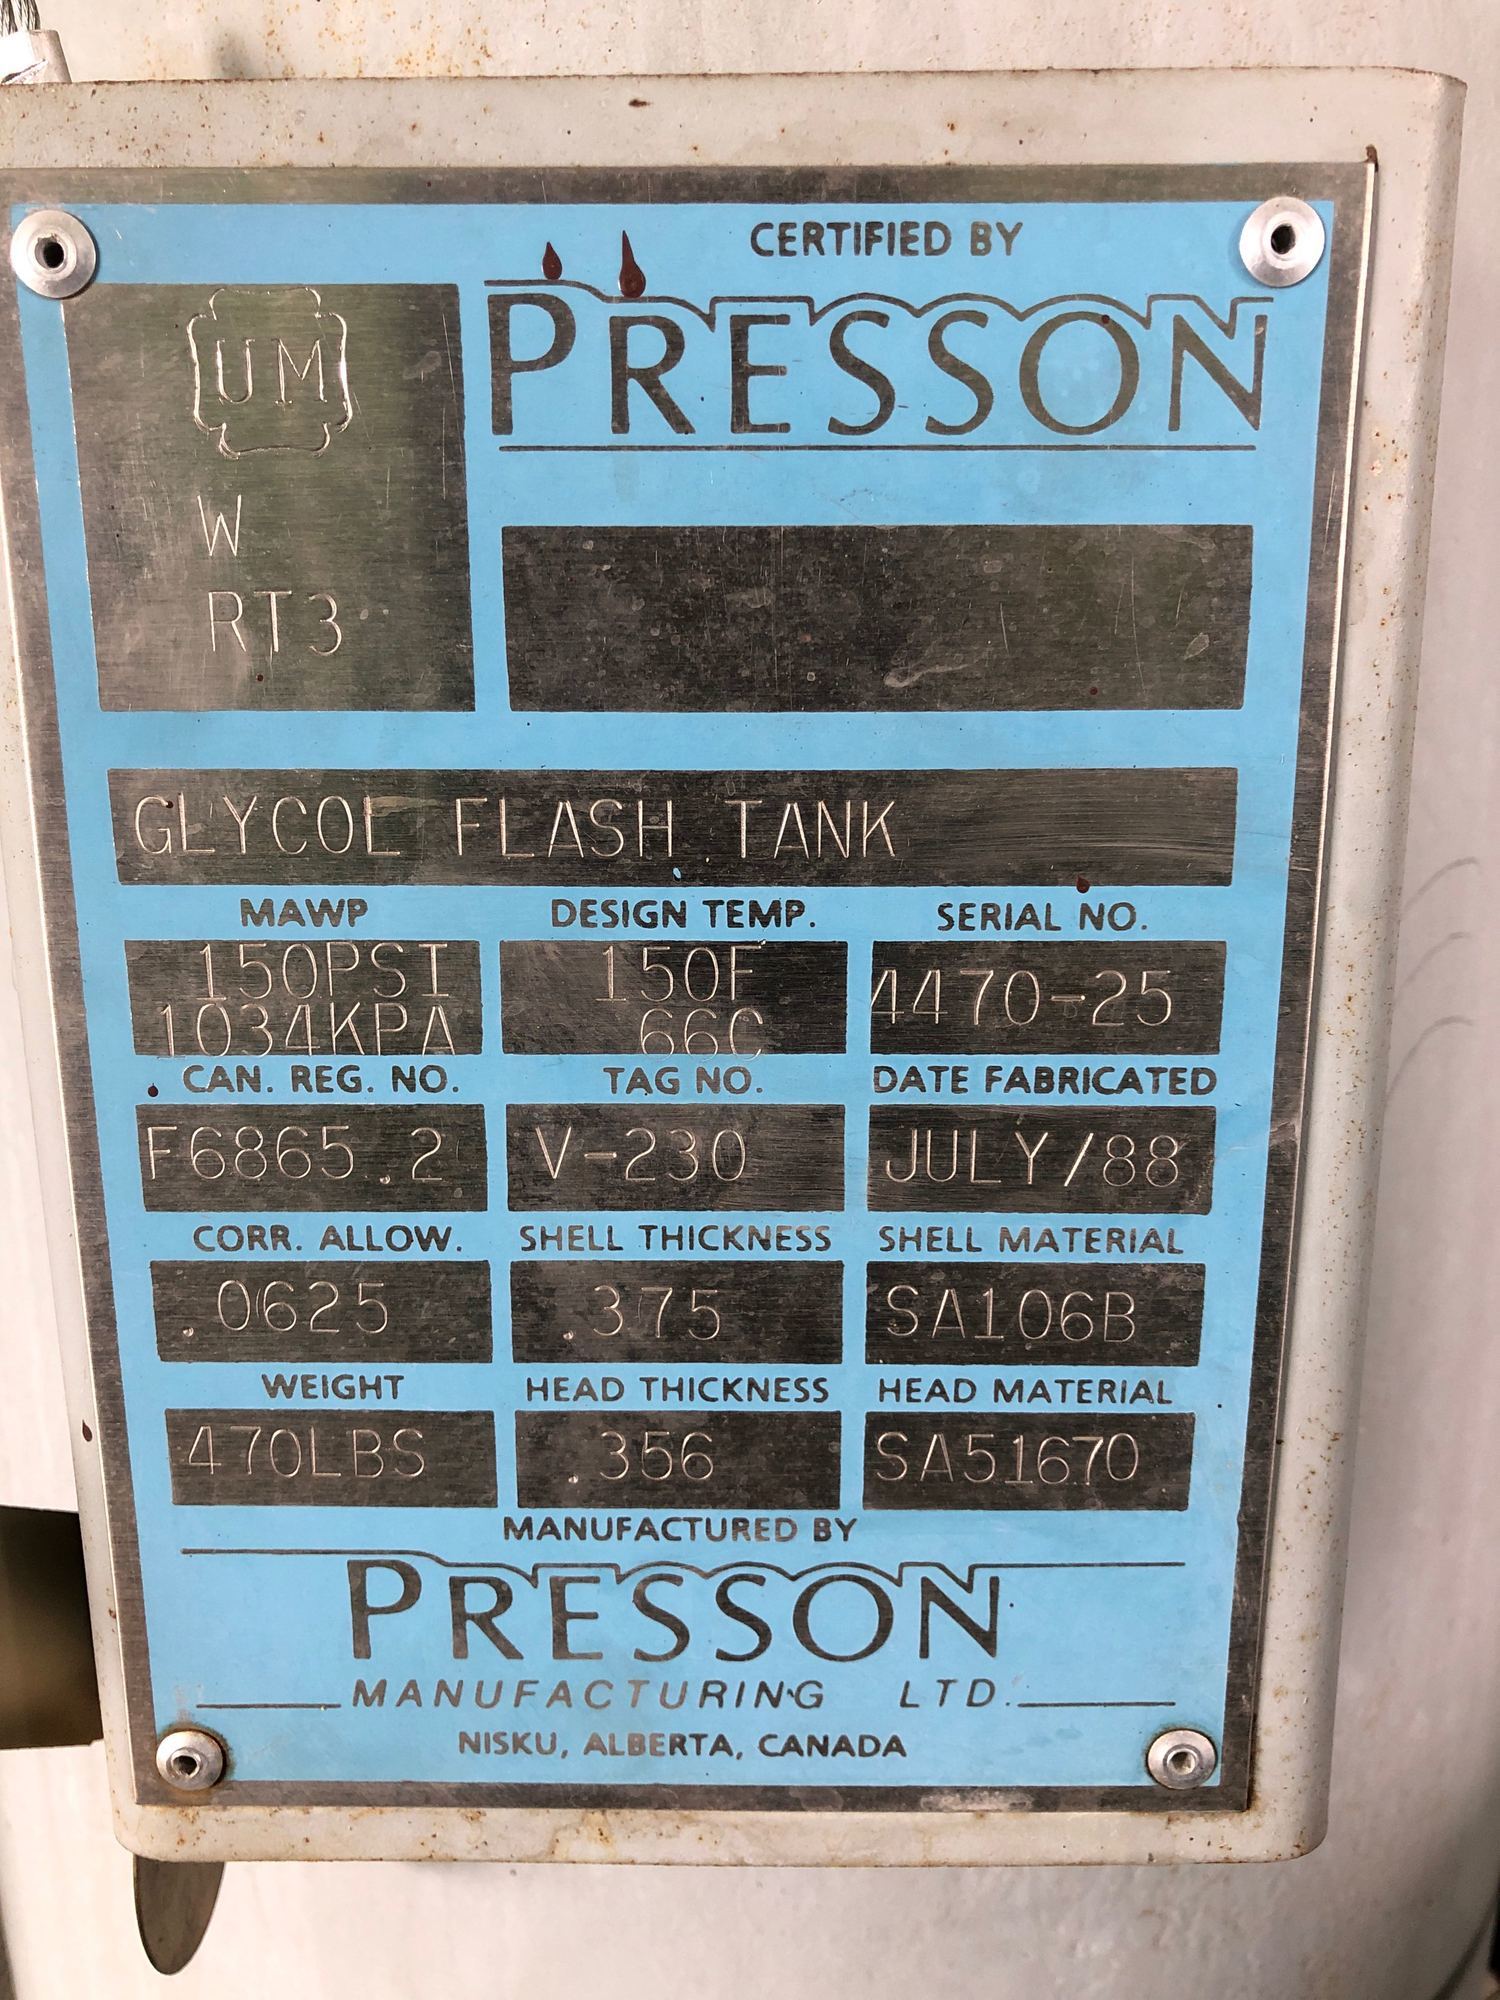 CERTIFIED BY
PRESSON
UM
W
RT3
GLYCOL FLASH TANK
MAWP DESIGN TEMP. SERIAL NO.
150PSI 150F 4470-25
1034KPA 66C
CAN. REG. NO. TAG NO. DATE FABRICATED
F6865.2 V-230 JULY/88
CORR. ALLOW. SHELL THICKNESS SHELL MATERIAL
.0625 .375 SA106B
WEIGHT HEAD THICKNESS HEAD MATERIAL
470LBS .356 SA51670
MANUFACTURED BY
PRESSON
MANUFACTURING LTD.
NISKU, ALBERTA, CANADA